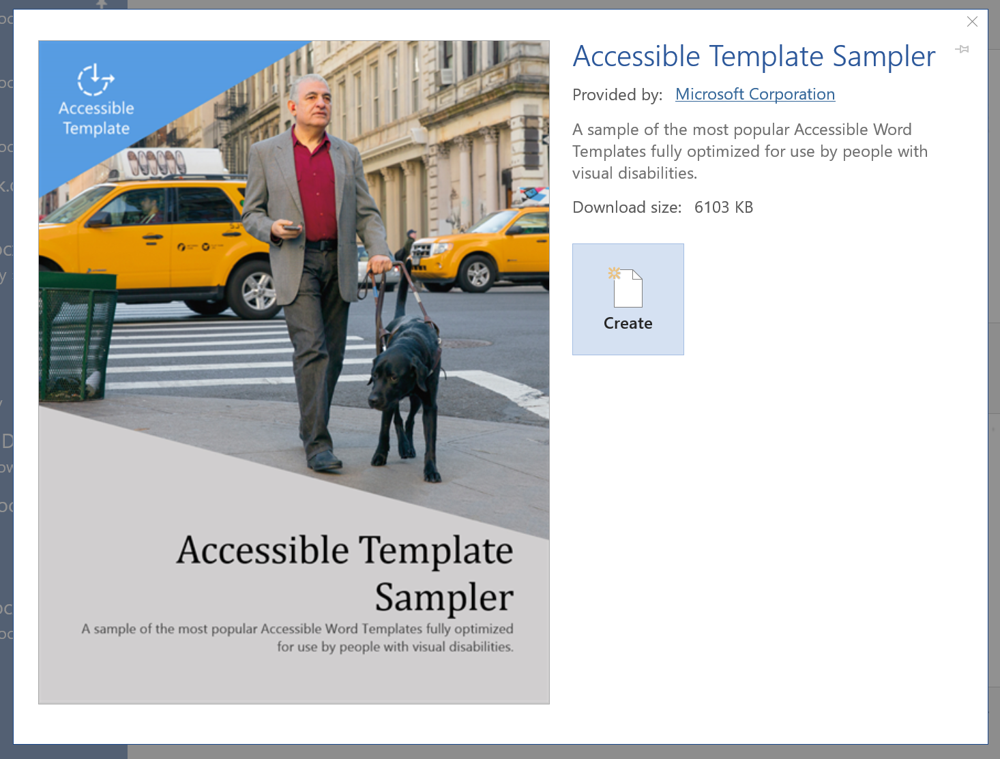 Accessible
Template
Accessible Template
Sampler
A sample of the most popular Accessible Word Templates fully optimized
for use by people with visual disabilities.
Accessible Template Sampler
Provided by: Microsoft Corporation
A sample of the most popular Accessible Word
Templates fully optimized for use by people with
visual disabilities.
Download size: 6103 KB
Create